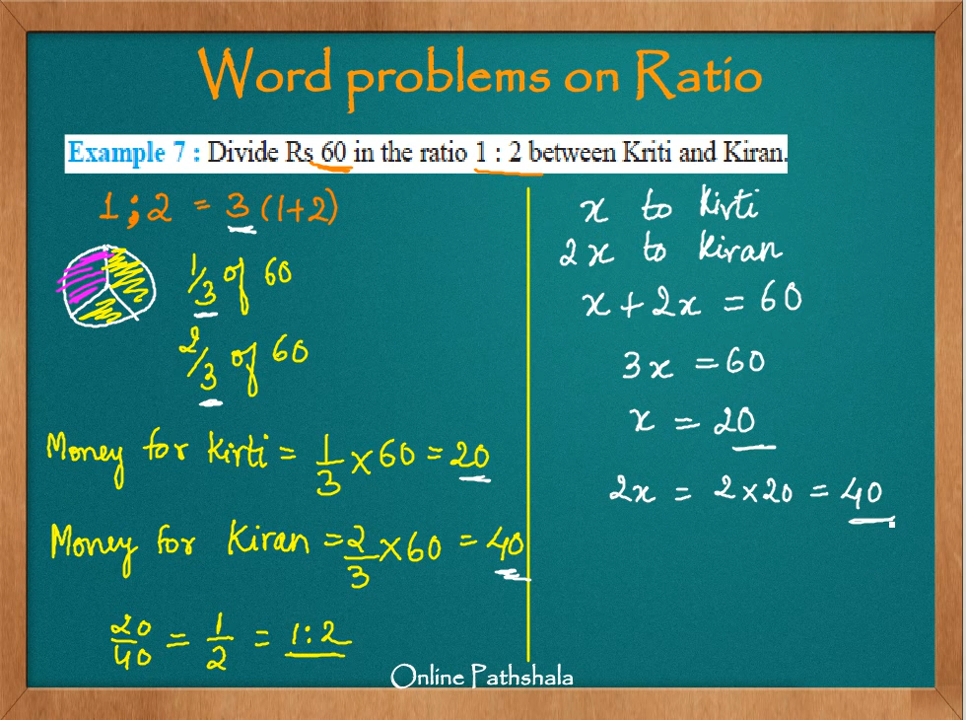 Word problems on Ratio
Example 7 : Divide Rs 60 in the ratio 1 : 2 between Kriti and Kiran.
1 ; 2 = 3 (1+2)
1/3 of 60
2/3 of 60
Money for Kirti = 1/3 × 60 = 20
Money for Kiran = 2/3 × 60 = 40
20/40 = 1/2 = 1:2
x to Kirti
2x to Kiran
x + 2x = 60
3x = 60
x = 20
2x = 2 × 20 = 40
Online Pathshala